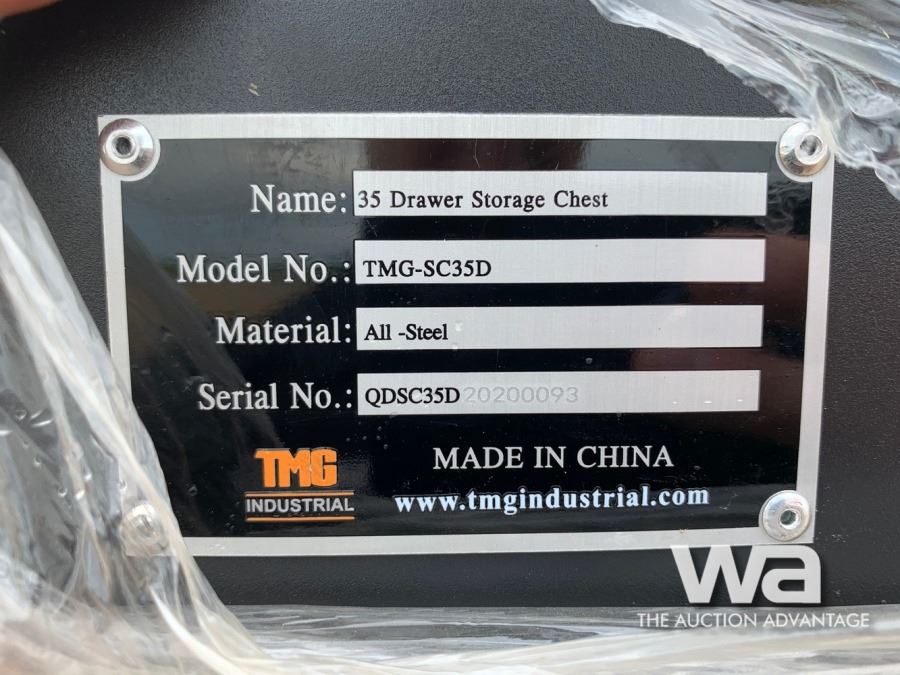 Name: 35 Drawer Storage Chest
Model No.: TMG-SC35D
Material: All -Steel
Serial No.: QDSC35D20200093
TMG
INDUSTRIAL
MADE IN CHINA
www.tmgindustrial.com
wa
THE AUCTION ADVANTAGE